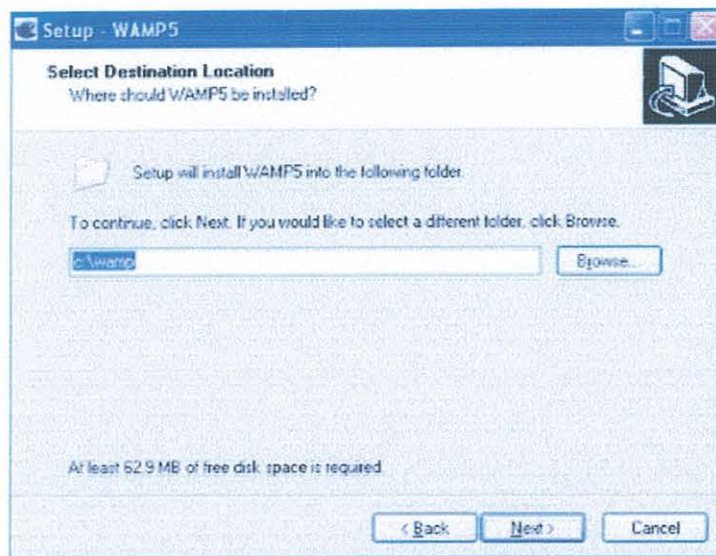 Setup - WAMP5
Select Destination Location
Where should WAMP5 be installed?
Setup will install WAMP5 into the following folder.
To continue, click Next. If you would like to select a different folder, click Browse.
c:\wamp
Browse...
At least 62.9 MB of free disk space is required.
< Back
Next >
Cancel